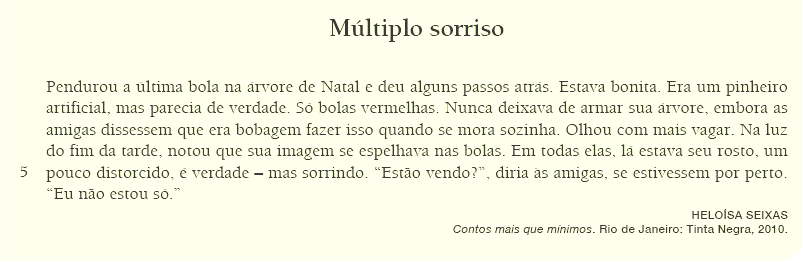 Múltiplo sorriso
Pendurou a última bola na árvore de Natal e deu alguns passos atrás. Estava bonita. Era um pinheiro
artificial, mas parecia de verdade. Só bolas vermelhas. Nunca deixava de armar sua árvore, embora as
amigas dissessem que era bobagem fazer isso quando se mora sozinha. Olhou com mais vagar. Na luz
do fim da tarde, notou que sua imagem se espelhava nas bolas. Em todas elas, lá estava seu rosto, um
5 pouco distorcido, é verdade – mas sorrindo. “Estão vendo?”, diria às amigas, se estivessem por perto.
“Eu não estou só.”
HELOÍSA SEIXAS
Contos mais que mínimos. Rio de Janeiro: Tinta Negra, 2010.